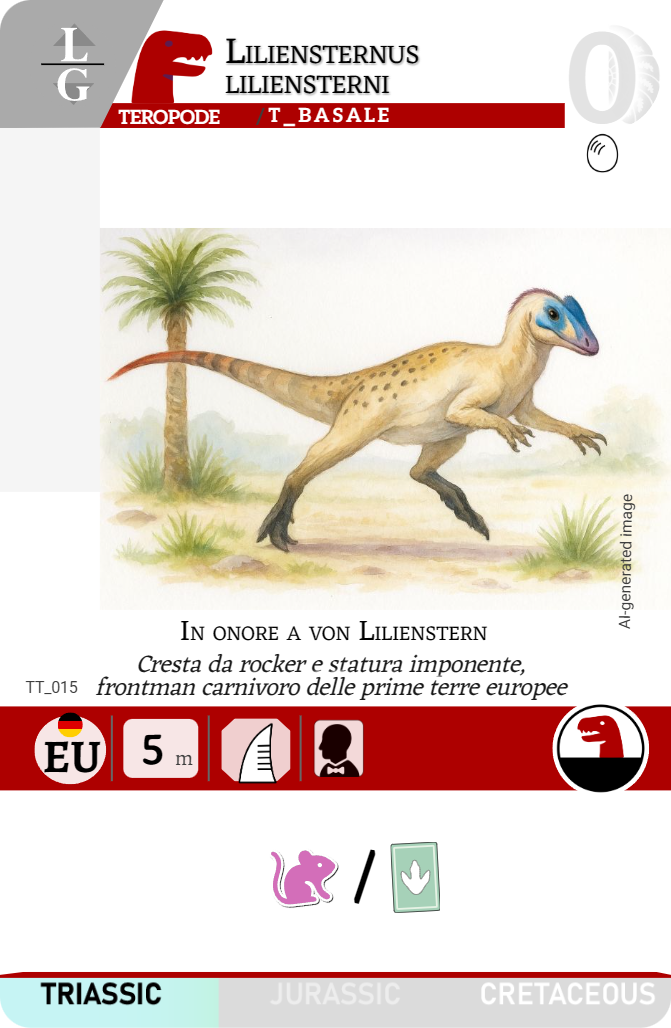 L
G
LILIENSTERNUS
LILIENSTERNI
0
TEROPODE / T_BASALE
AI-generated image
IN ONORE A VON LILIENSTERN
Cresta da rocker e statura imponente,
TT_015 frontman carnivoro delle prime terre europee
EU 5 m
/
TRIASSIC JURASSIC CRETACEOUS